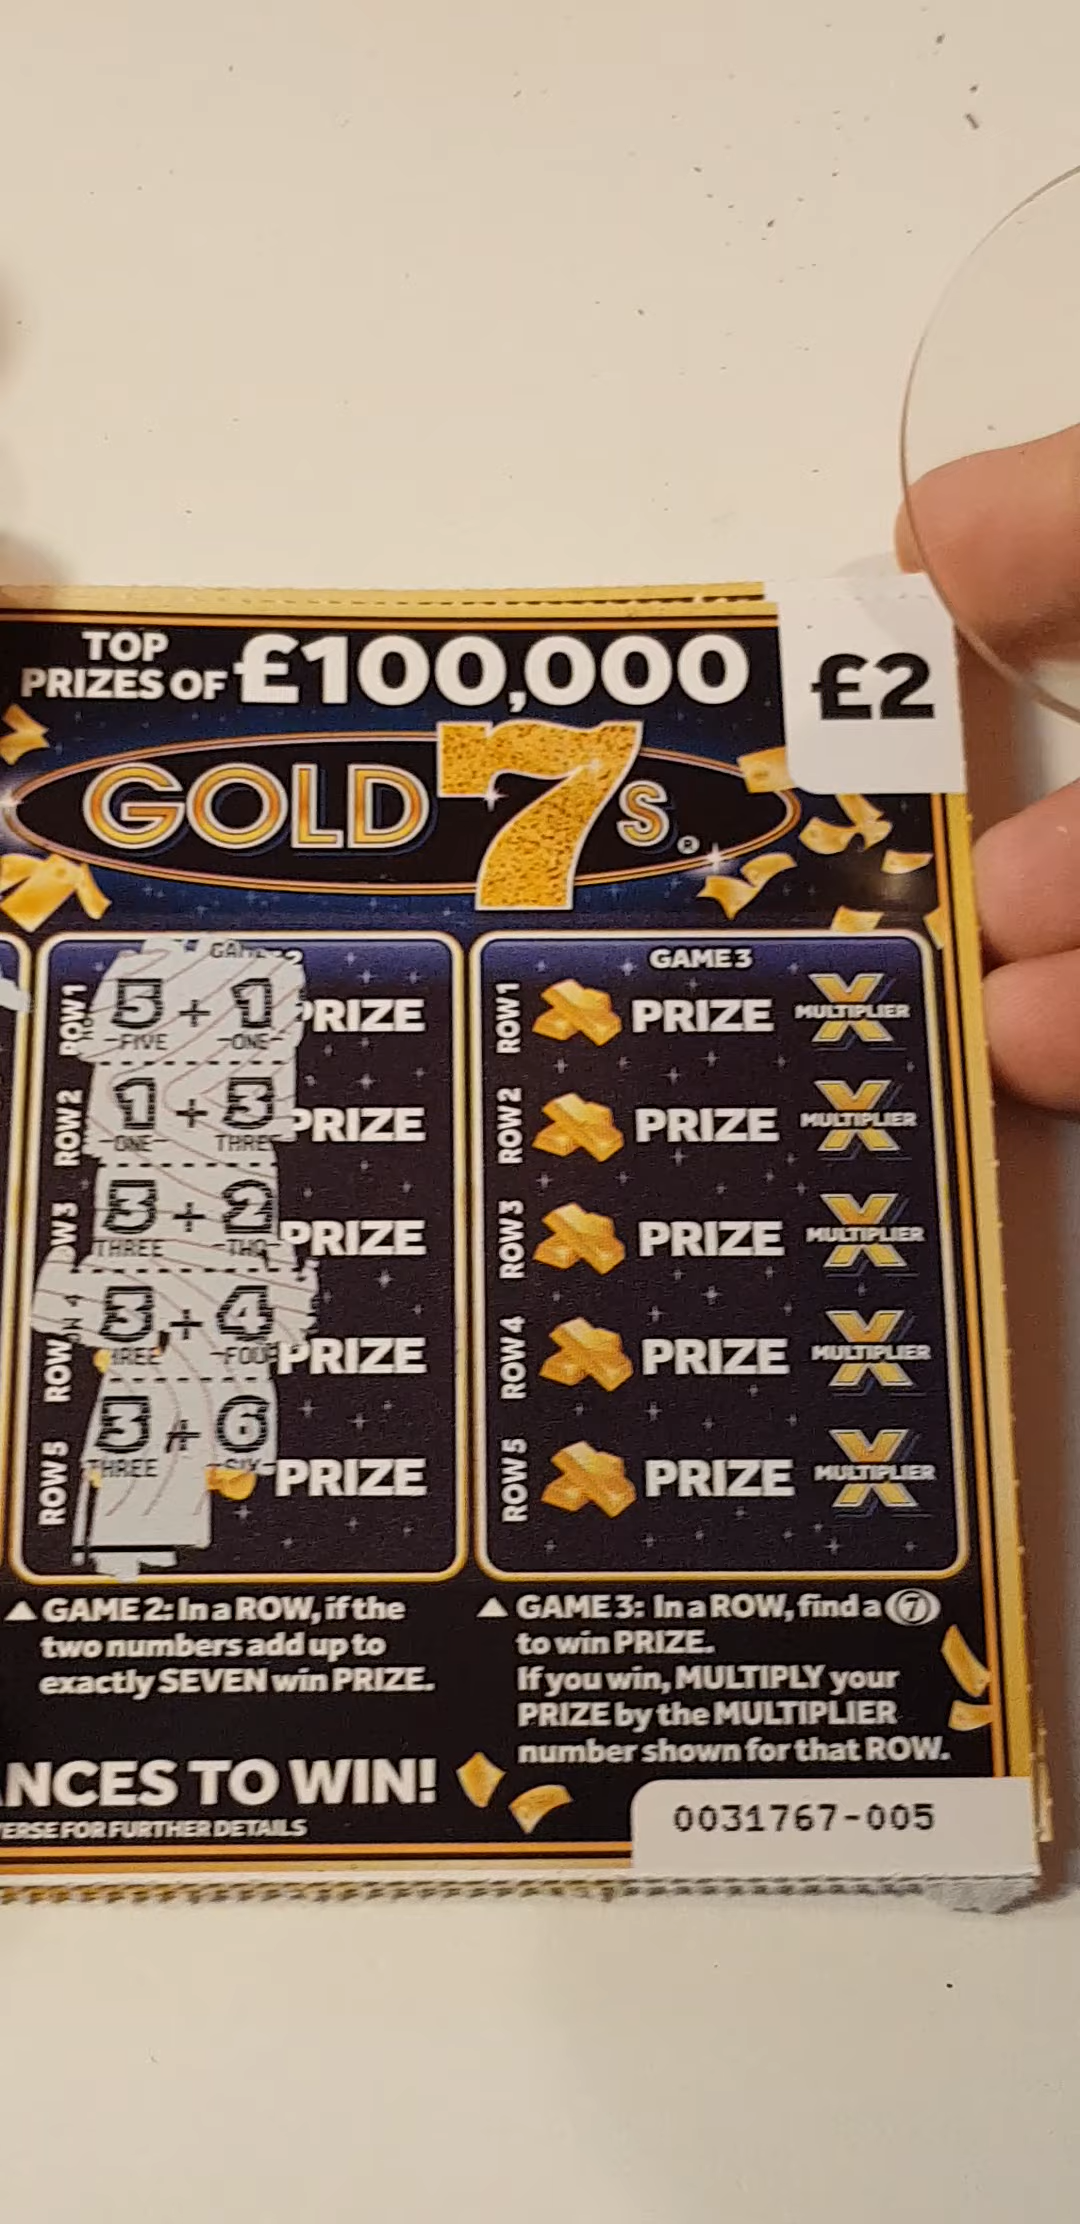 TOP
PRIZES OF £100,000
£2
GOLD 7s®
ROW 1
5 + 1 PRIZE
FIVE ONE
ROW 2
1 + 3 PRIZE
ONE THREE
3 + 2 PRIZE
THREE TWO
ROW 4
3 + 4 PRIZE
FOUR
ROW 5
3 + 6 PRIZE
THREE SIX
GAME 3
ROW 1 PRIZE X MULTIPLIER
ROW 2 PRIZE X MULTIPLIER
ROW 3 PRIZE X MULTIPLIER
ROW 4 PRIZE X MULTIPLIER
ROW 5 PRIZE X MULTIPLIER
▲ GAME 2: In a ROW, if the
two numbers add up to
exactly SEVEN win PRIZE.
▲ GAME 3: In a ROW, find a 7
to win PRIZE.
If you win, MULTIPLY your
PRIZE by the MULTIPLIER
number shown for that ROW.
NCES TO WIN!
ERSE FOR FURTHER DETAILS
0031767-005